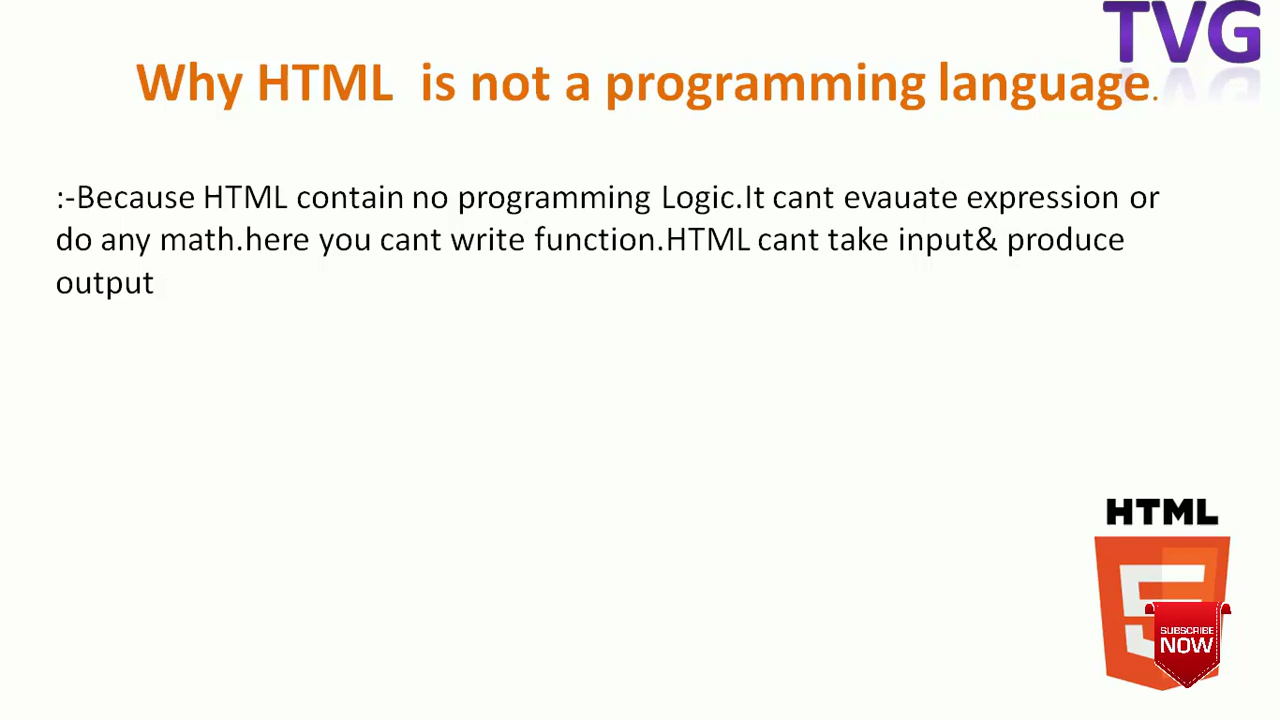 TVG
Why HTML is not a programming language.
:-Because HTML contain no programming Logic.It cant evauate expression or
do any math.here you cant write function.HTML cant take input& produce
output
HTML
5
SUBSCRIBE
NOW